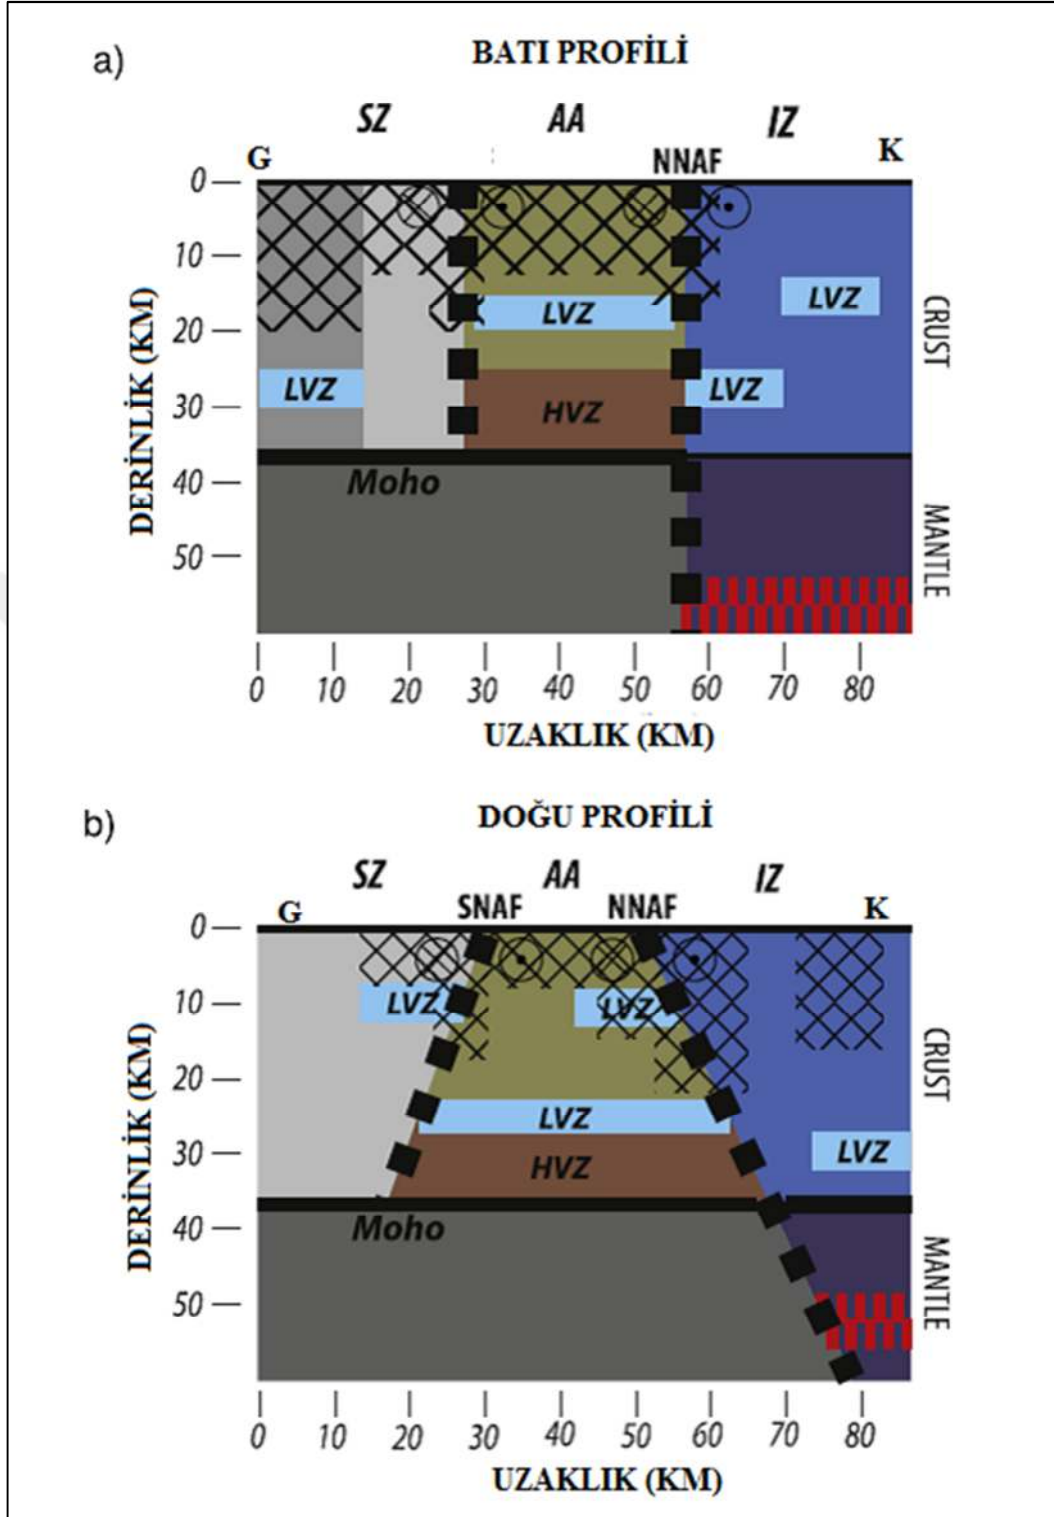 a)
BATI PROFİLİ
SZ AA IZ
G NNAF K
0
10
20
30
40
50
DERİNLİK (KM)
LVZ
LVZ
LVZ
LVZ
HVZ
Moho
CRUST
MANTLE
0 10 20 30 40 50 60 70 80
UZAKLIK (KM)
b)
DOĞU PROFİLİ
SZ AA IZ
G SNAF NNAF K
0
10
20
30
40
50
DERİNLİK (KM)
LVZ LVZ
LVZ
LVZ
HVZ
Moho
CRUST
MANTLE
0 10 20 30 40 50 60 70 80
UZAKLIK (KM)